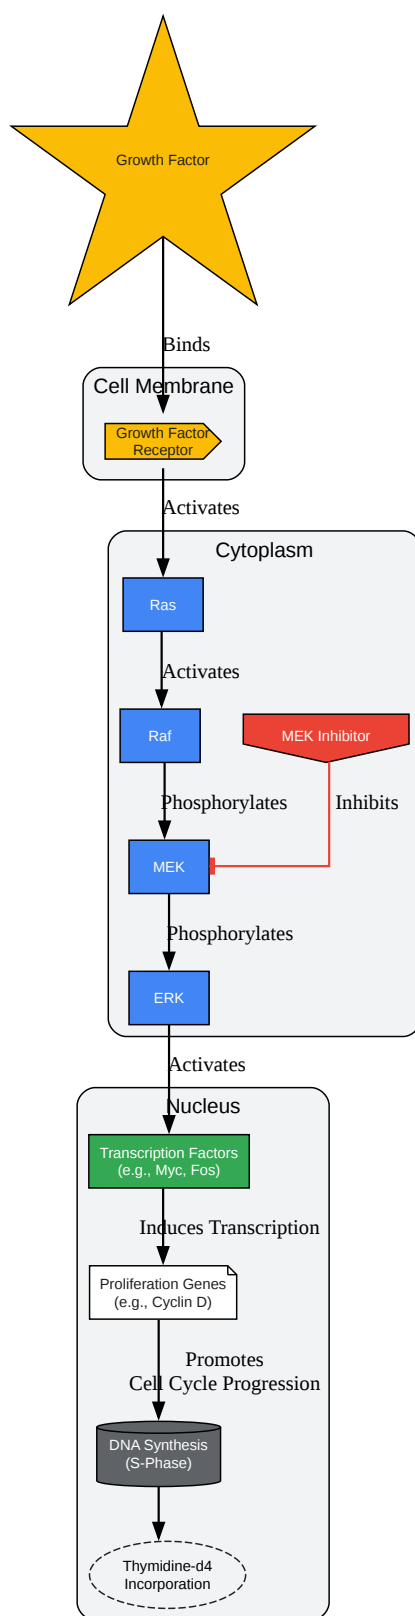 Growth Factor
Binds
Cell Membrane
Growth Factor
Receptor
Activates
Cytoplasm
Ras
Activates
Raf
MEK Inhibitor
Phosphorylates
Inhibits
MEK
Phosphorylates
ERK
Activates
Nucleus
Transcription Factors
(e.g., Myc, Fos)
Induces Transcription
Proliferation Genes
(e.g., Cyclin D)
Promotes
Cell Cycle Progression
DNA Synthesis
(S-Phase)
Thymidine-d4
Incorporation